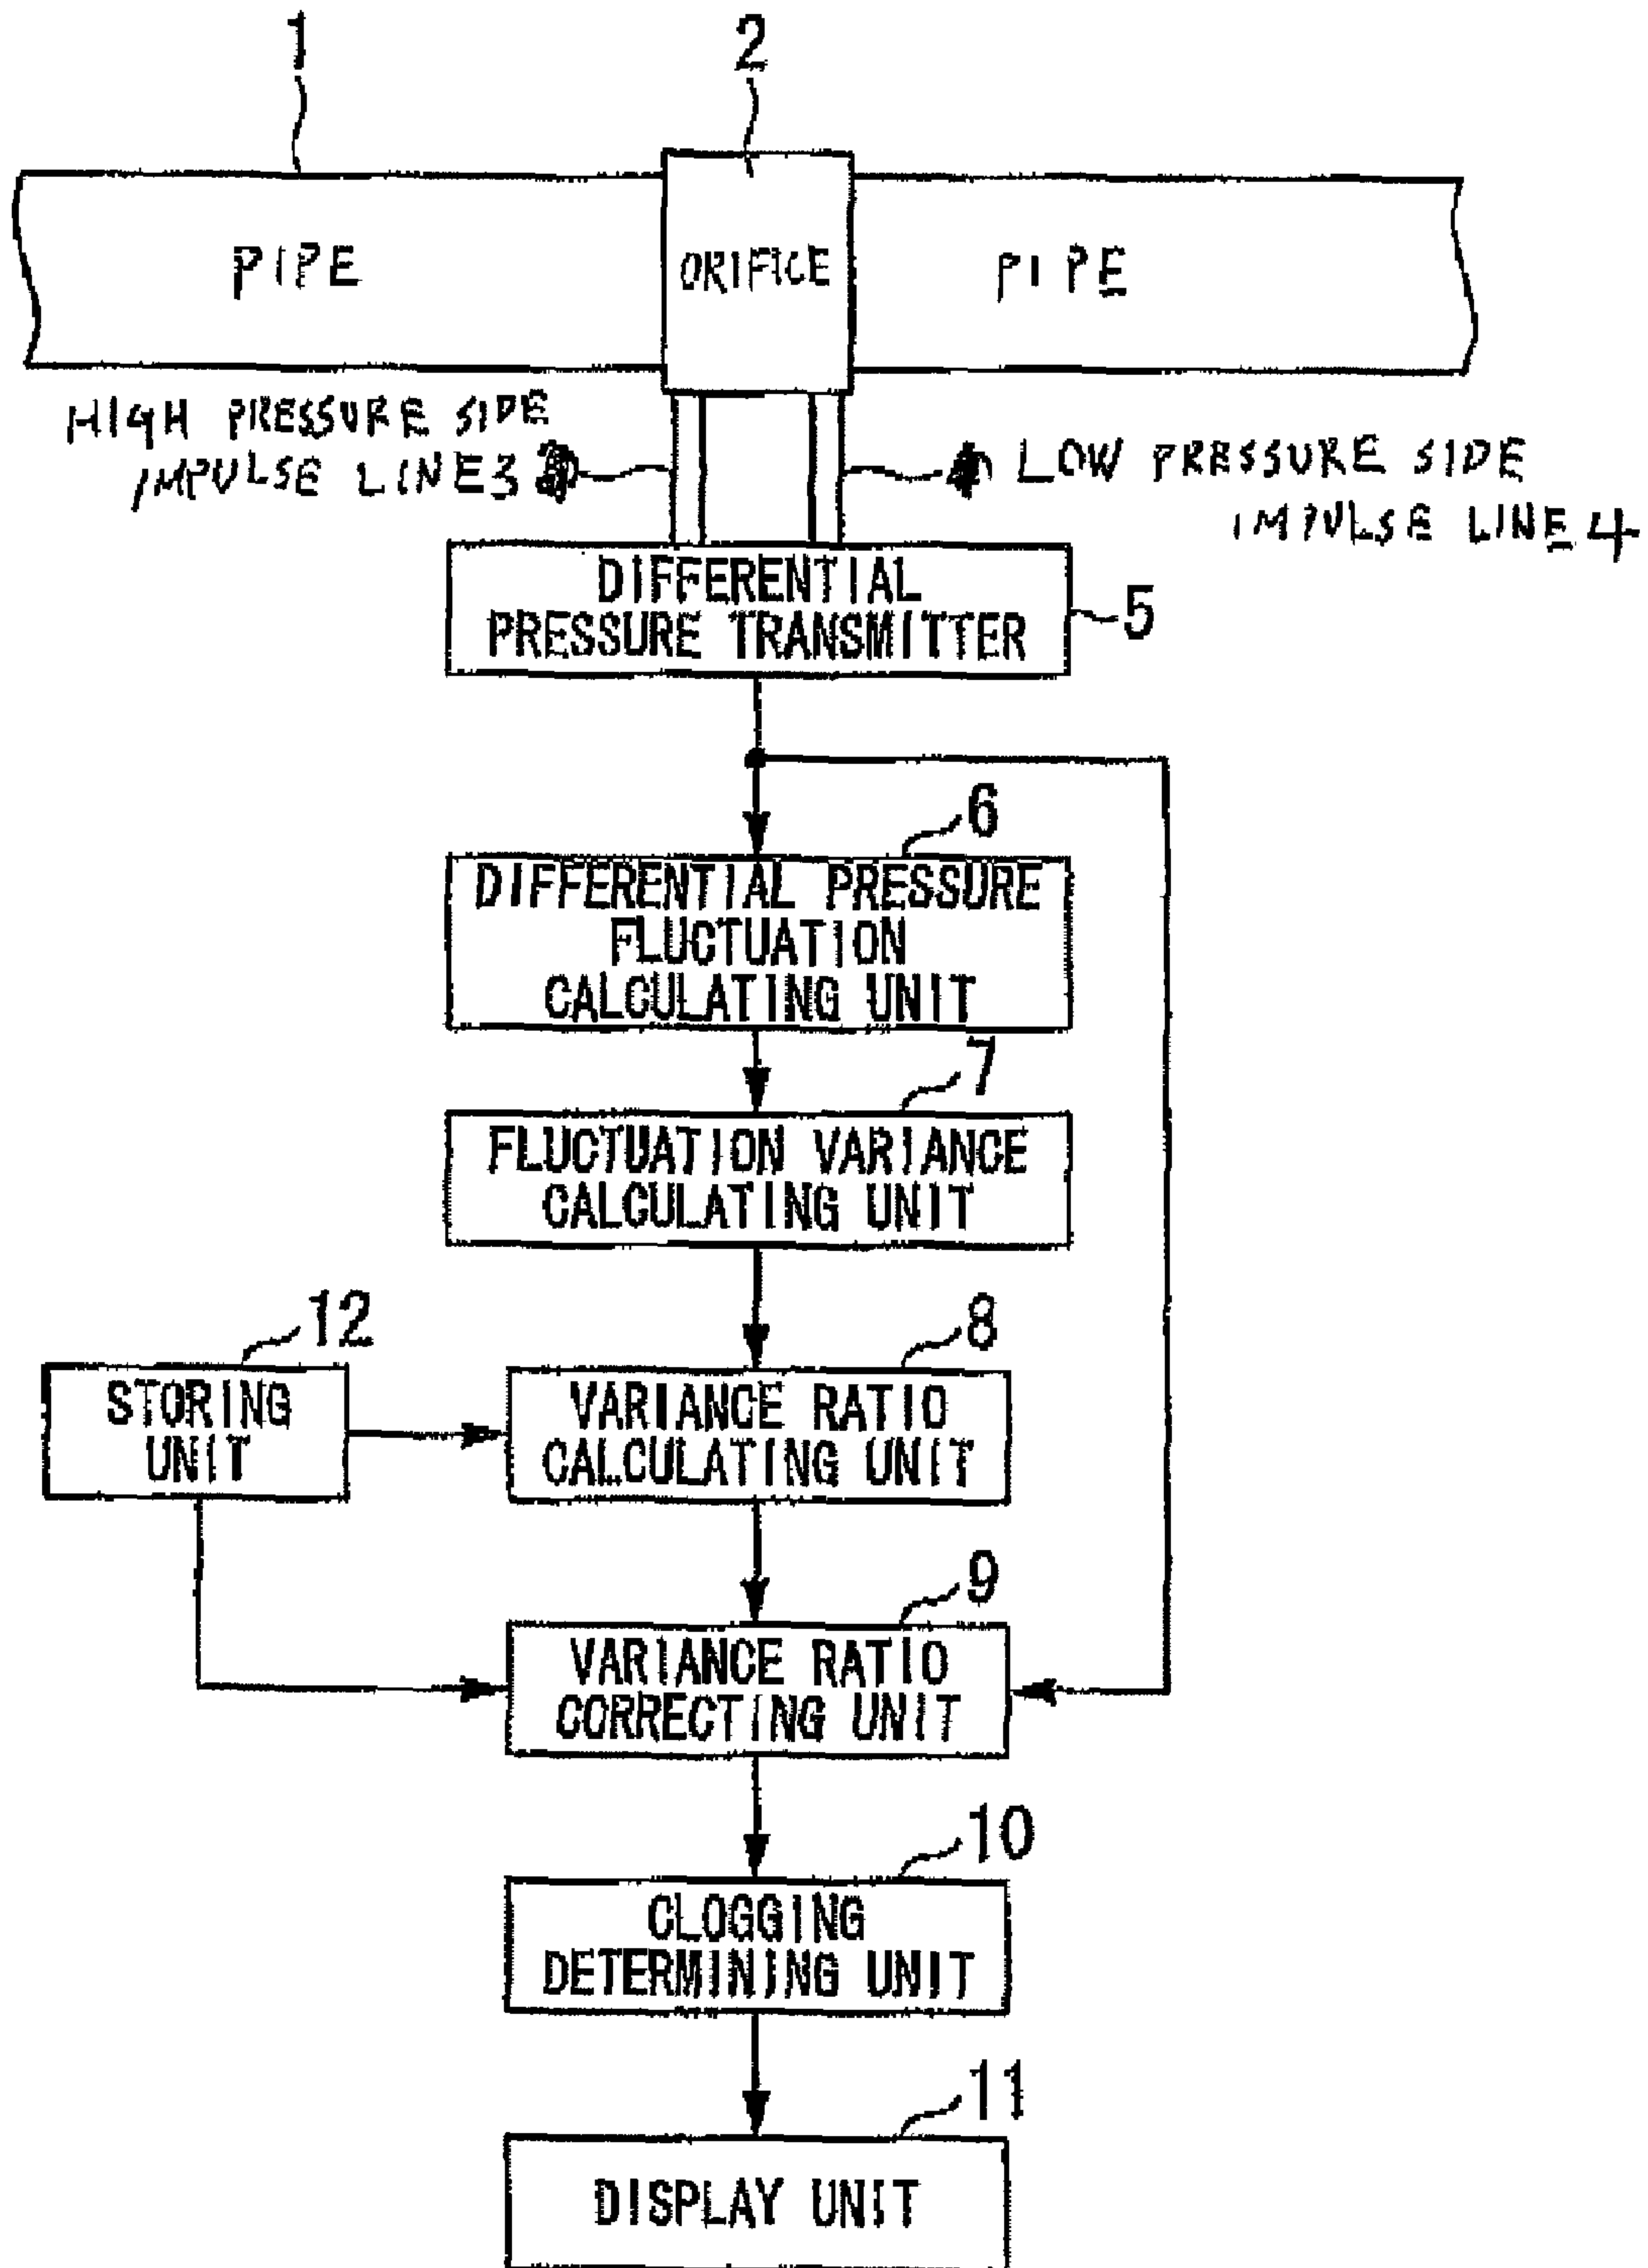 1
2
PIPE
ORIFICE
PIPE
HIGH PRESSURE SIDE
IMPULSE LINE 3
LOW PRESSURE SIDE
IMPULSE LINE 4
DIFFERENTIAL
PRESSURE TRANSMITTER
5
6
DIFFERENTIAL PRESSURE
FLUCTUATION
CALCULATING UNIT
7
FLUCTUATION VARIANCE
CALCULATING UNIT
12
STORING
UNIT
8
VARIANCE RATIO
CALCULATING UNIT
9
VARIANCE RATIO
CORRECTING UNIT
10
CLOGGING
DETERMINING UNIT
11
DISPLAY UNIT